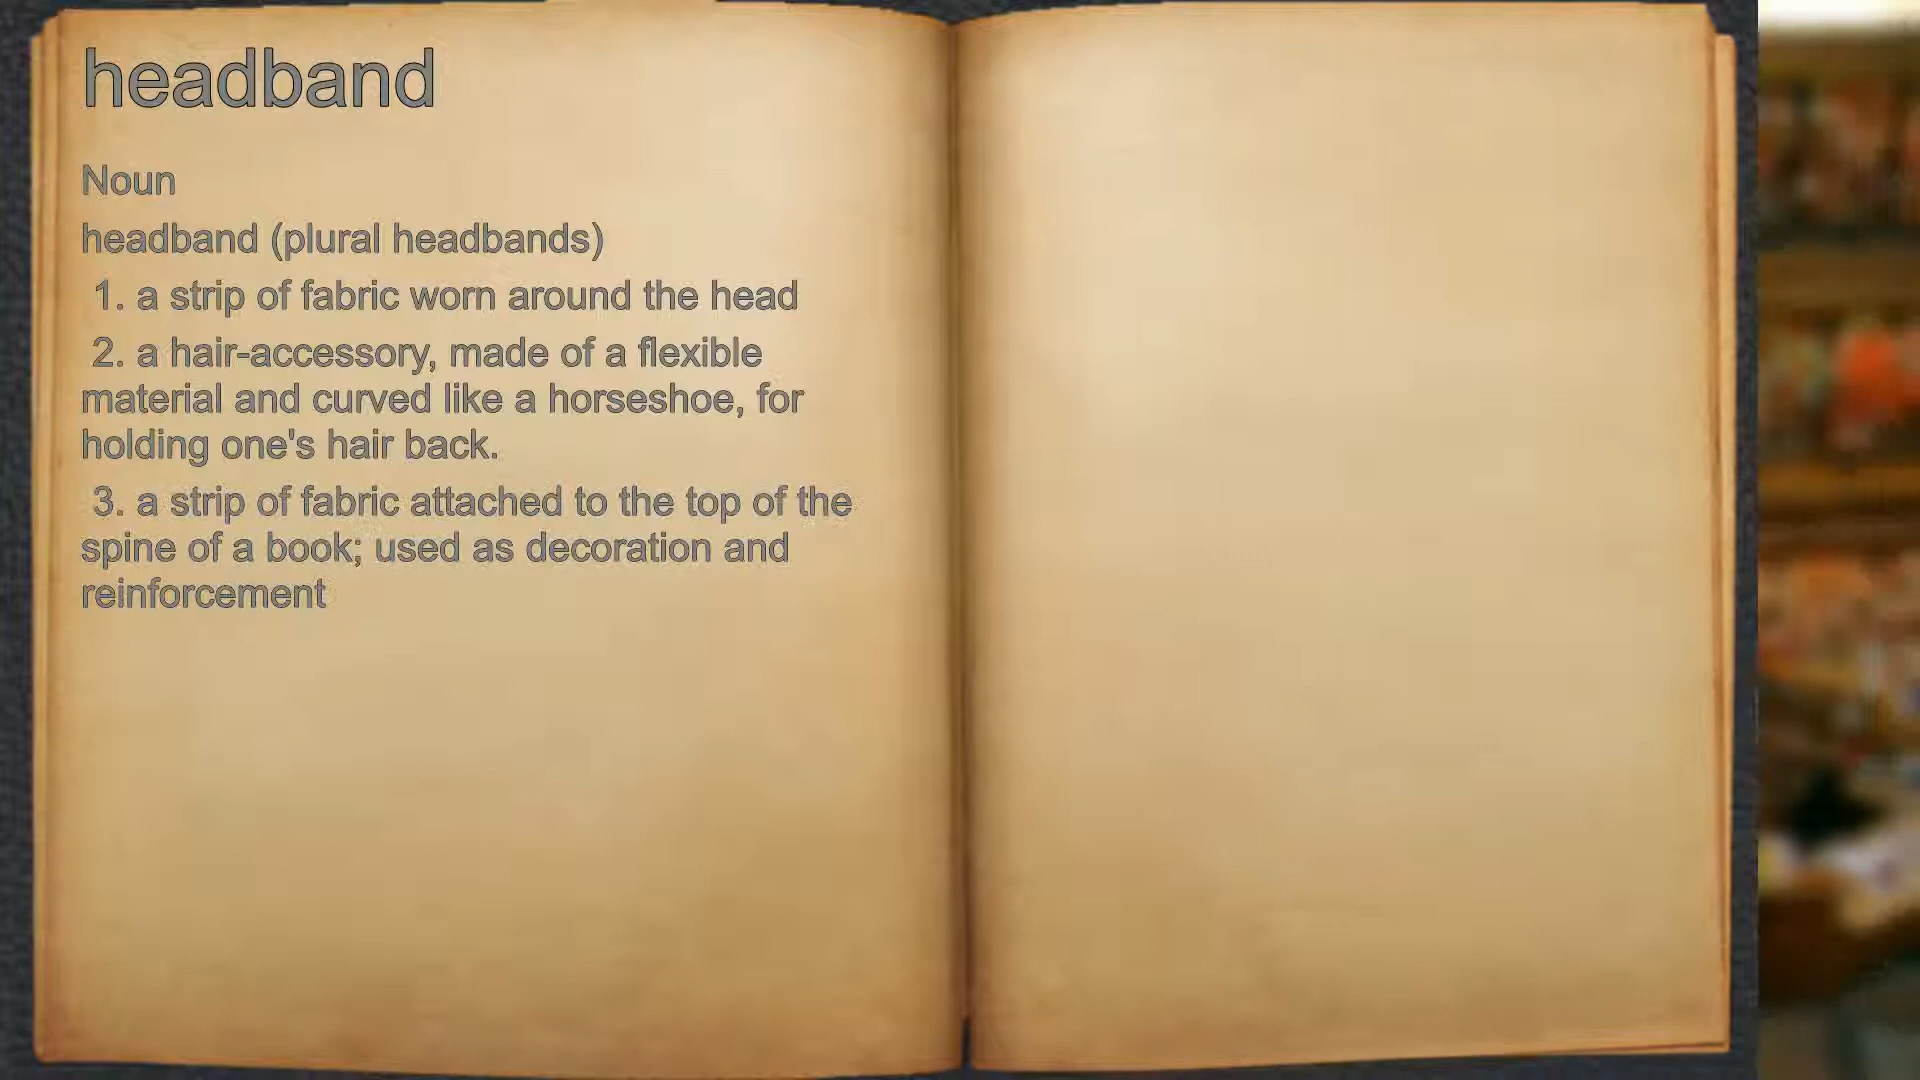 headband
Noun
headband (plural headbands)
1. a strip of fabric worn around the head
2. a hair-accessory, made of a flexible
material and curved like a horseshoe, for
holding one's hair back.
3. a strip of fabric attached to the top of the
spine of a book; used as decoration and
reinforcement